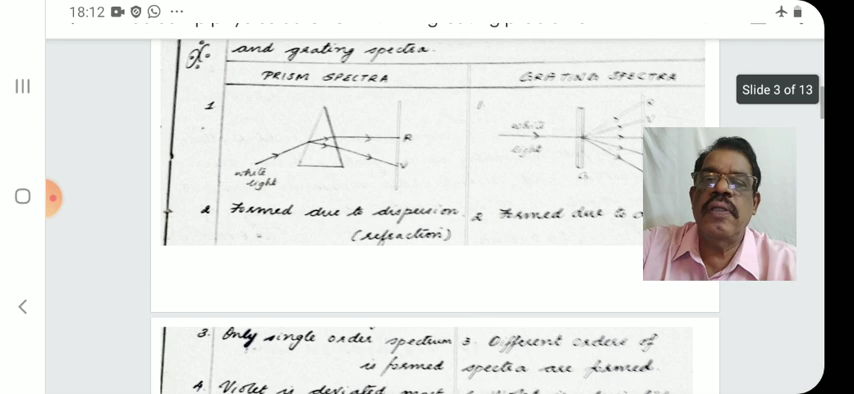 18:12
Slide 3 of 13
and grating spectra.
PRISM SPECTRA
GRATING SPECTRA
1
white
light
R
V
white
light
R
V
G
2 Formed due to dispersion
(refraction)
2 Formed due to
3. Only single order spectrum
is formed
3. Different orders of
spectra are formed.
4. Violet is deviated most